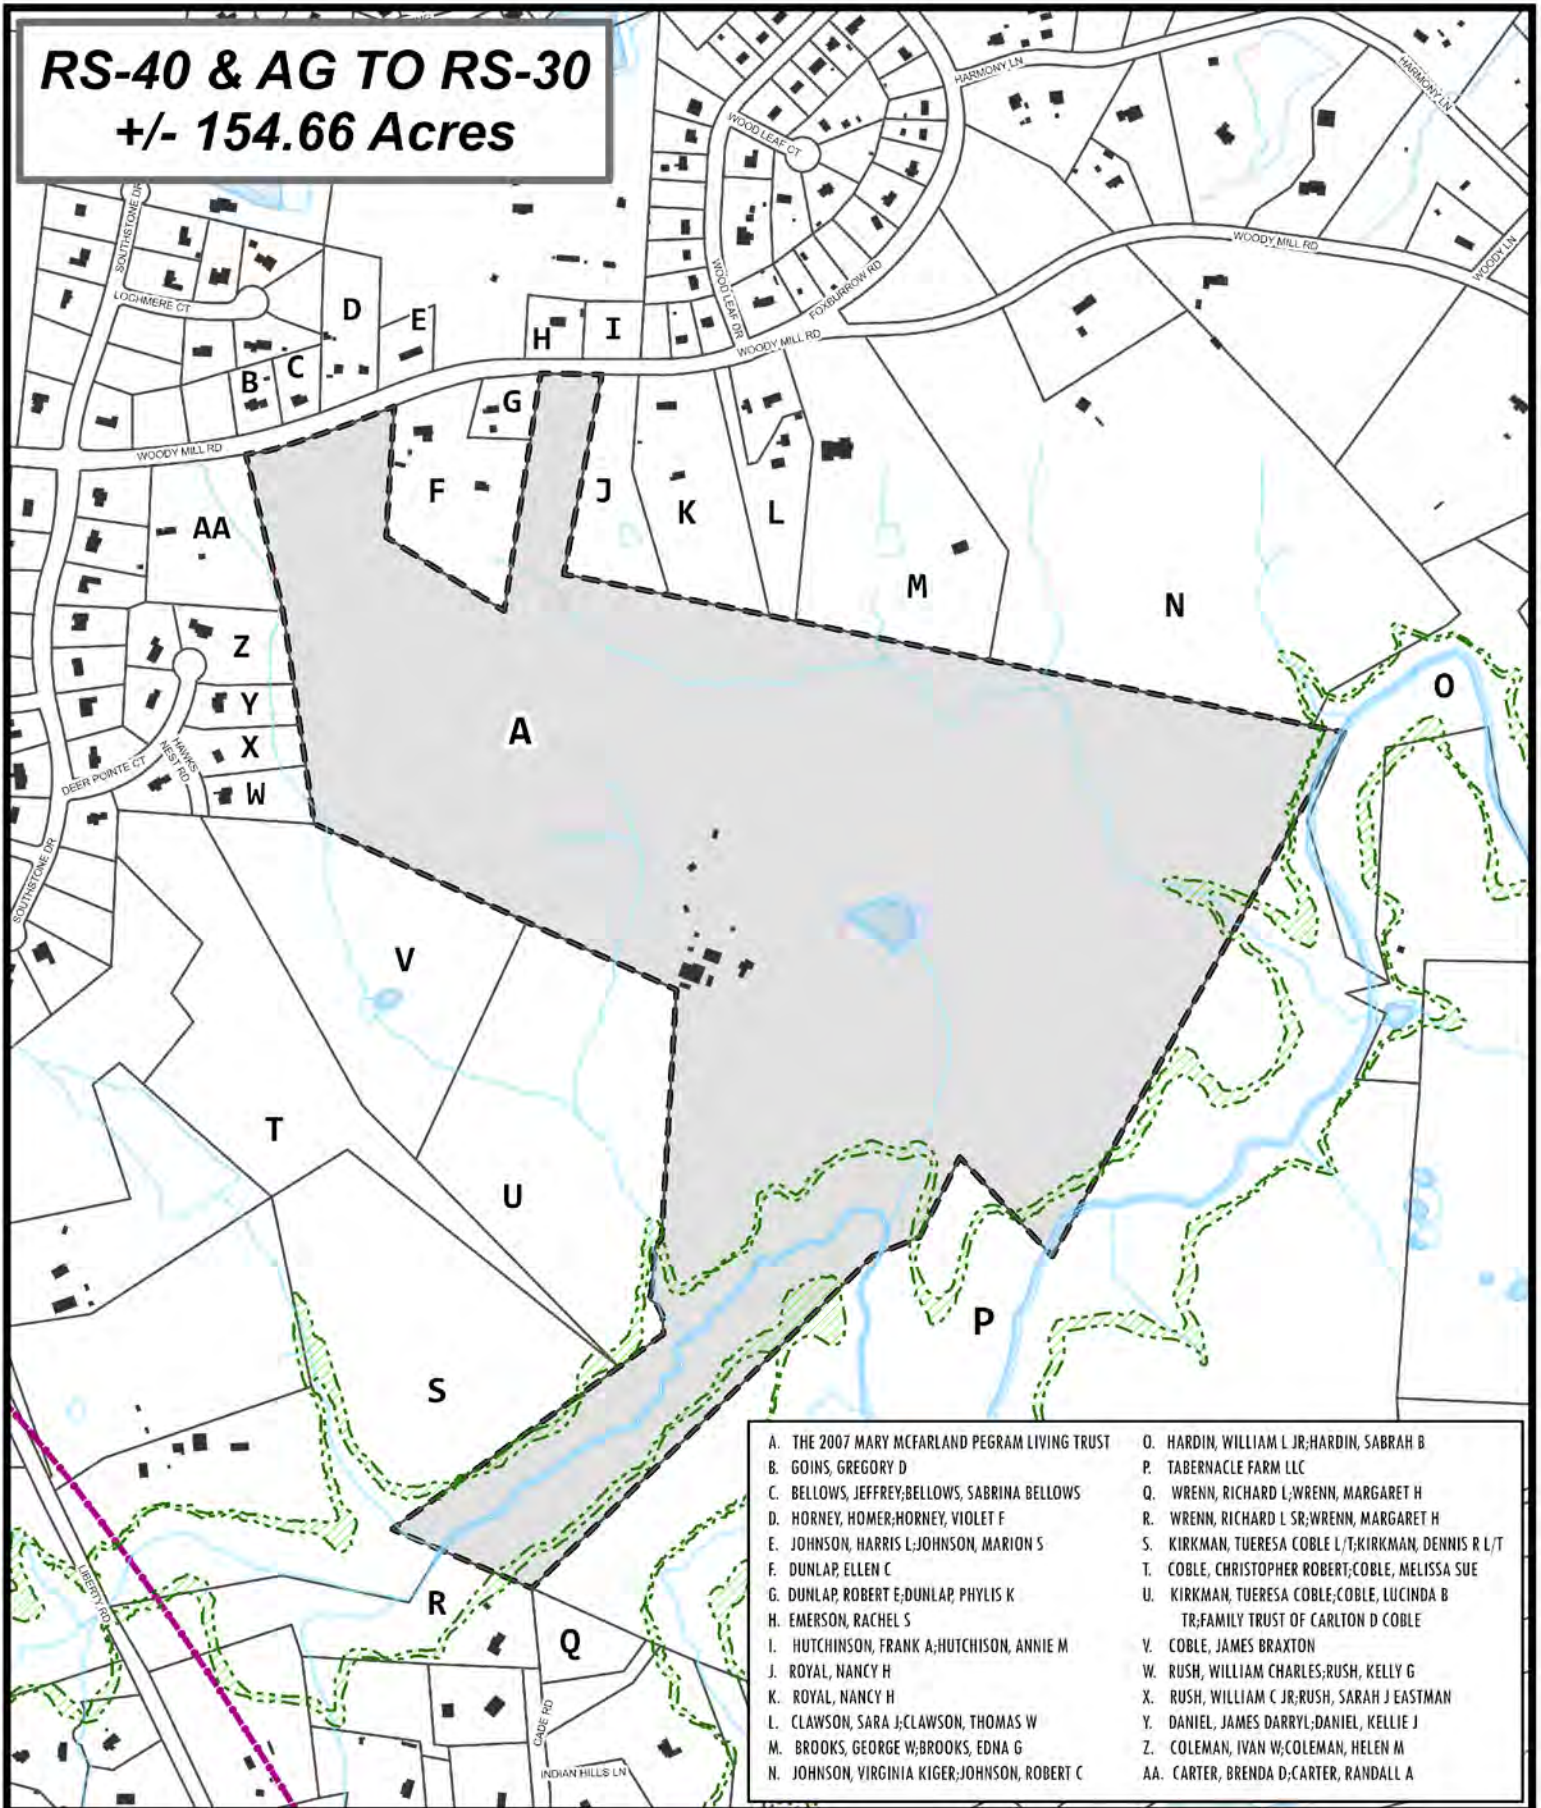 RS-40 & AG TO RS-30
+/- 154.66 Acres
HARMONY LN
HARMONY LN
WOOD LEAF CT
SOUTHSTONE DR
WOODY MILL RD
WOODY LN
LOCHMERE CT
WOOD LEAF DR
FOXBURROW RD
D
E
H
I
WOODY MILL RD
B
C
G
WOODY MILL RD
F
J
K
L
AA
M
N
Z
O
Y
A
X
HAWKS
NEST RD
DEER POINTE CT
W
SOUTHSTONE DR
V
T
U
P
S
LIBERTY RD
R
Q
CADE RD
INDIAN HILLS LN
A. THE 2007 MARY MCFARLAND PEGRAM LIVING TRUST
B. GOINS, GREGORY D
C. BELLOWS, JEFFREY;BELLOWS, SABRINA BELLOWS
D. HORNEY, HOMER;HORNEY, VIOLET F
E. JOHNSON, HARRIS L;JOHNSON, MARION S
F. DUNLAP, ELLEN C
G. DUNLAP, ROBERT E;DUNLAP, PHYLIS K
H. EMERSON, RACHEL S
I. HUTCHINSON, FRANK A;HUTCHISON, ANNIE M
J. ROYAL, NANCY H
K. ROYAL, NANCY H
L. CLAWSON, SARA J;CLAWSON, THOMAS W
M. BROOKS, GEORGE W;BROOKS, EDNA G
N. JOHNSON, VIRGINIA KIGER;JOHNSON, ROBERT C
O. HARDIN, WILLIAM L JR;HARDIN, SABRAH B
P. TABERNACLE FARM LLC
Q. WRENN, RICHARD L;WRENN, MARGARET H
R. WRENN, RICHARD L SR;WRENN, MARGARET H
S. KIRKMAN, TUERESA COBLE L/T;KIRKMAN, DENNIS R L/T
T. COBLE, CHRISTOPHER ROBERT;COBLE, MELISSA SUE
U. KIRKMAN, TUERESA COBLE;COBLE, LUCINDA B
TR;FAMILY TRUST OF CARLTON D COBLE
V. COBLE, JAMES BRAXTON
W. RUSH, WILLIAM CHARLES;RUSH, KELLY G
X. RUSH, WILLIAM C JR;RUSH, SARAH J EASTMAN
Y. DANIEL, JAMES DARRYL;DANIEL, KELLIE J
Z. COLEMAN, IVAN W;COLEMAN, HELEN M
AA. CARTER, BRENDA D;CARTER, RANDALL A